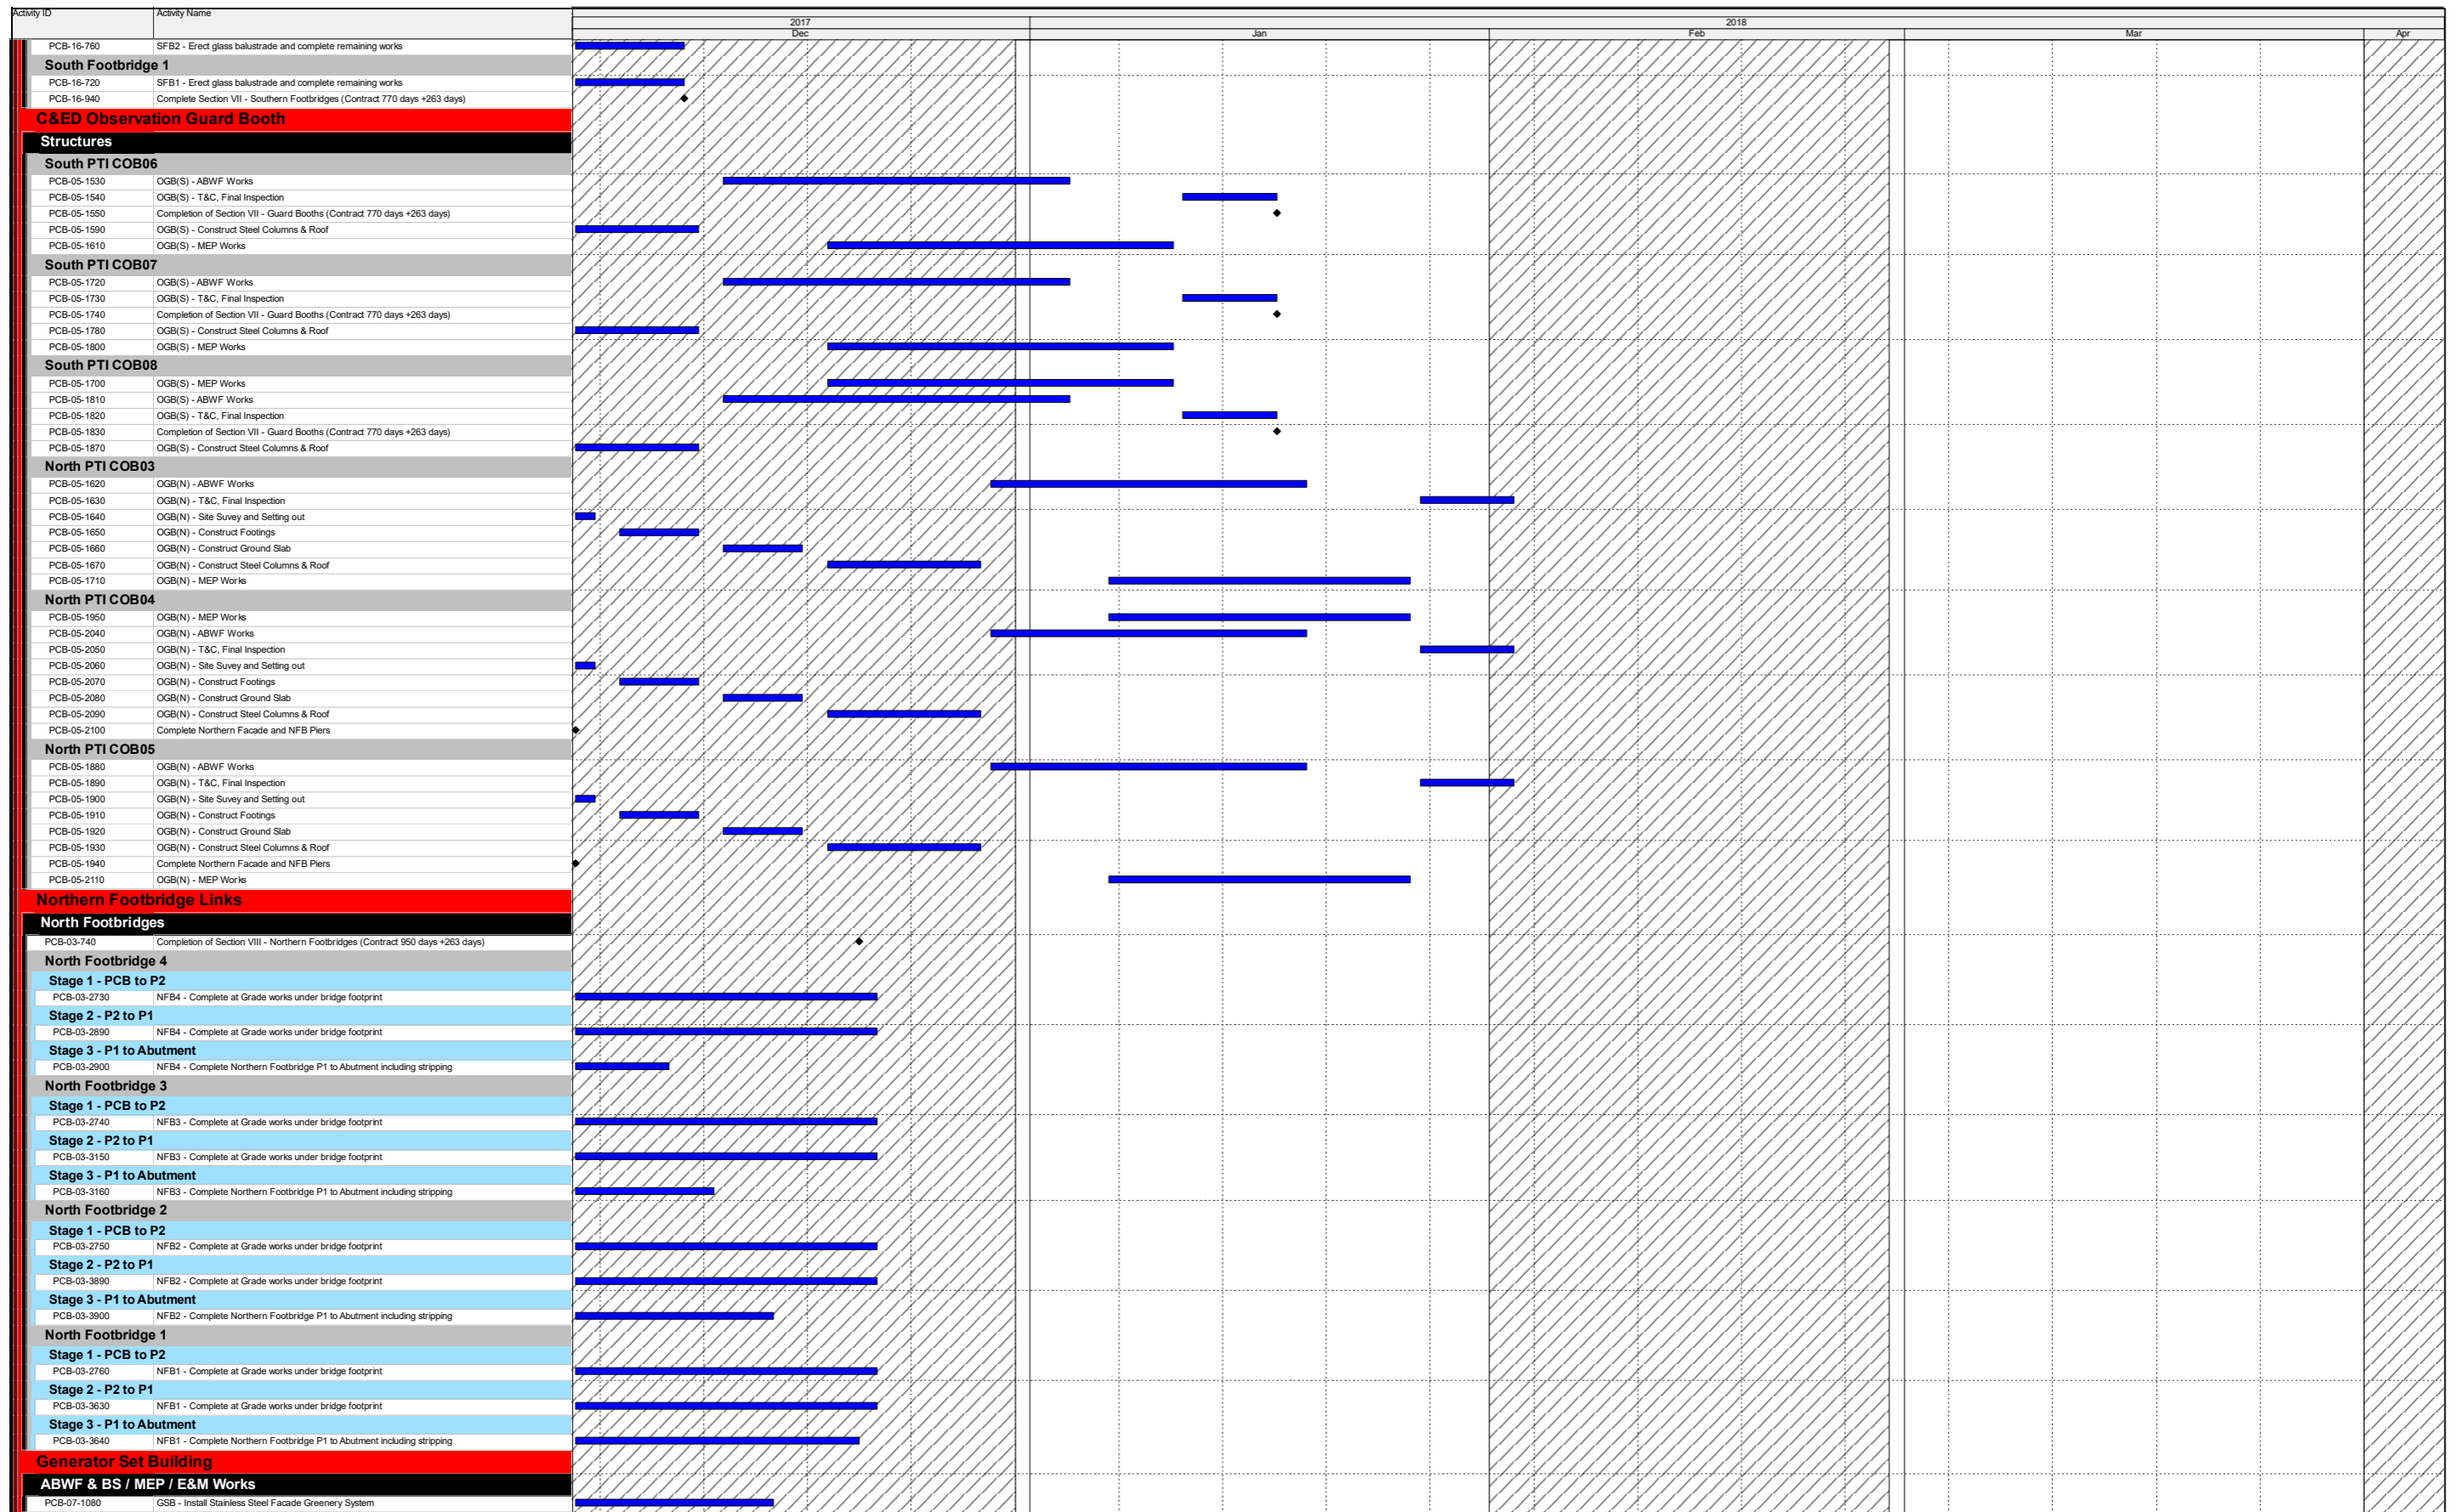 Activity ID Activity Name 2017 2018
Dec Jan Feb Mar Apr
PCB-16-760 SFB2 - Erect glass balustrade and complete remaining works
South Footbridge 1
PCB-16-720 SFB1 - Erect glass balustrade and complete remaining works
PCB-16-940 Complete Section VII - Southern Footbridges (Contract 770 days +263 days)
C&ED Observation Guard Booth
Structures
South PTI COB06
PCB-05-1530 OGB(S) - ABWF Works
PCB-05-1540 OGB(S) - T&C, Final Inspection
PCB-05-1550 Completion of Section VII - Guard Booths (Contract 770 days +263 days)
PCB-05-1590 OGB(S) - Construct Steel Columns & Roof
PCB-05-1610 OGB(S) - MEP Works
South PTI COB07
PCB-05-1720 OGB(S) - ABWF Works
PCB-05-1730 OGB(S) - T&C, Final Inspection
PCB-05-1740 Completion of Section VII - Guard Booths (Contract 770 days +263 days)
PCB-05-1780 OGB(S) - Construct Steel Columns & Roof
PCB-05-1800 OGB(S) - MEP Works
South PTI COB08
PCB-05-1700 OGB(S) - MEP Works
PCB-05-1810 OGB(S) - ABWF Works
PCB-05-1820 OGB(S) - T&C, Final Inspection
PCB-05-1830 Completion of Section VII - Guard Booths (Contract 770 days +263 days)
PCB-05-1870 OGB(S) - Construct Steel Columns & Roof
North PTI COB03
PCB-05-1620 OGB(N) - ABWF Works
PCB-05-1630 OGB(N) - T&C, Final Inspection
PCB-05-1640 OGB(N) - Site Suvey and Setting out
PCB-05-1650 OGB(N) - Construct Footings
PCB-05-1660 OGB(N) - Construct Ground Slab
PCB-05-1670 OGB(N) - Construct Steel Columns & Roof
PCB-05-1710 OGB(N) - MEP Works
North PTI COB04
PCB-05-1950 OGB(N) - MEP Works
PCB-05-2040 OGB(N) - ABWF Works
PCB-05-2050 OGB(N) - T&C, Final Inspection
PCB-05-2060 OGB(N) - Site Suvey and Setting out
PCB-05-2070 OGB(N) - Construct Footings
PCB-05-2080 OGB(N) - Construct Ground Slab
PCB-05-2090 OGB(N) - Construct Steel Columns & Roof
PCB-05-2100 Complete Northern Facade and NFB Piers
North PTI COB05
PCB-05-1880 OGB(N) - ABWF Works
PCB-05-1890 OGB(N) - T&C, Final Inspection
PCB-05-1900 OGB(N) - Site Suvey and Setting out
PCB-05-1910 OGB(N) - Construct Footings
PCB-05-1920 OGB(N) - Construct Ground Slab
PCB-05-1930 OGB(N) - Construct Steel Columns & Roof
PCB-05-1940 Complete Northern Facade and NFB Piers
PCB-05-2110 OGB(N) - MEP Works
Northern Footbridge Links
North Footbridges
PCB-03-740 Completion of Section VIII - Northern Footbridges (Contract 950 days +263 days)
North Footbridge 4
Stage 1 - PCB to P2
PCB-03-2730 NFB4 - Complete at Grade works under bridge footprint
Stage 2 - P2 to P1
PCB-03-2890 NFB4 - Complete at Grade works under bridge footprint
Stage 3 - P1 to Abutment
PCB-03-2900 NFB4 - Complete Northern Footbridge P1 to Abutment including stripping
North Footbridge 3
Stage 1 - PCB to P2
PCB-03-2740 NFB3 - Complete at Grade works under bridge footprint
Stage 2 - P2 to P1
PCB-03-3150 NFB3 - Complete at Grade works under bridge footprint
Stage 3 - P1 to Abutment
PCB-03-3160 NFB3 - Complete Northern Footbridge P1 to Abutment including stripping
North Footbridge 2
Stage 1 - PCB to P2
PCB-03-2750 NFB2 - Complete at Grade works under bridge footprint
Stage 2 - P2 to P1
PCB-03-3890 NFB2 - Complete at Grade works under bridge footprint
Stage 3 - P1 to Abutment
PCB-03-3900 NFB2 - Complete Northern Footbridge P1 to Abutment including stripping
North Footbridge 1
Stage 1 - PCB to P2
PCB-03-2760 NFB1 - Complete at Grade works under bridge footprint
Stage 2 - P2 to P1
PCB-03-3630 NFB1 - Complete at Grade works under bridge footprint
Stage 3 - P1 to Abutment
PCB-03-3640 NFB1 - Complete Northern Footbridge P1 to Abutment including stripping
Generator Set Building
ABWF & BS / MEP / E&M Works
PCB-07-1080 GSB - Install Stainless Steel Facade Greenery System